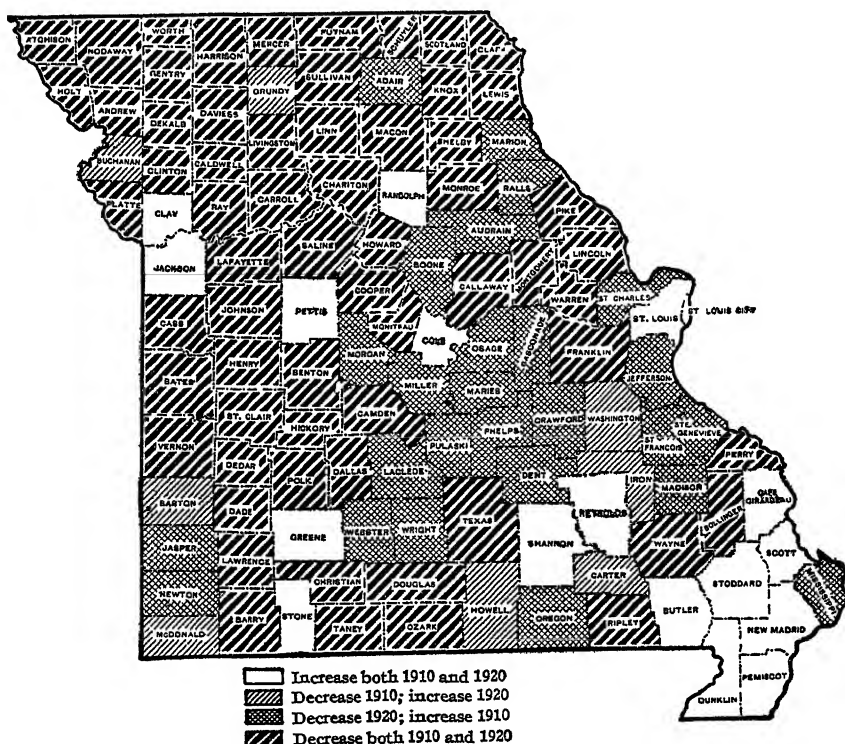 ATCHISON
NODAWAY
WORTH
HARRISON
MERCER
PUTNAM
SCHUYLER
SCOTLAND
CLARK
GENTRY
SULLIVAN
ADAIR
KNOX
LEWIS
HOLT
ANDREW
DEKALB
DAVIESS
GRUNDY
LINN
MACON
SHELBY
MARION
BUCHANAN
CLINTON
CALDWELL
LIVINGSTON
CHARITON
RANDOLPH
MONROE
RALLS
PLATTE
CLAY
RAY
CARROLL
AUDRAIN
PIKE
JACKSON
LAFAYETTE
SALINE
HOWARD
BOONE
CALLAWAY
MONTGOMERY
LINCOLN
WARREN
ST. CHARLES
ST. LOUIS
ST LOUIS CITY
CASS
JOHNSON
PETTIS
COOPER
MONITEAU
COLE
OSAGE
GASCONADE
FRANKLIN
JEFFERSON
BATES
HENRY
BENTON
MORGAN
MILLER
MARIES
CRAWFORD
WASHINGTON
STE. GENEVIEVE
ST. FRANCOIS
VERNON
ST. CLAIR
HICKORY
CAMDEN
PULASKI
PHELPS
DENT
IRON
MADISON
PERRY
CEDAR
POLK
DALLAS
LACLEDE
BARTON
DADE
GREENE
WEBSTER
WRIGHT
TEXAS
SHANNON
REYNOLDS
WAYNE
BOLLINGER
CAPE GIRARDEAU
JASPER
LAWRENCE
CHRISTIAN
DOUGLAS
HOWELL
CARTER
BUTLER
STODDARD
SCOTT
MISSISSIPPI
NEWTON
McDONALD
BARRY
STONE
TANEY
OZARK
OREGON
RIPLEY
NEW MADRID
PEMISCOT
DUNKLIN
Increase both 1910 and 1920
Decrease 1910; increase 1920
Decrease 1920; increase 1910
Decrease both 1910 and 1920